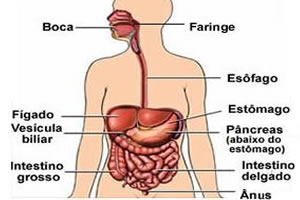 Boca
Faringe
Esôfago
Fígado
Estômago
Vesícula
biliar
Pâncreas
(abaixo do
estômago)
Intestino
grosso
Intestino
delgado
Ânus